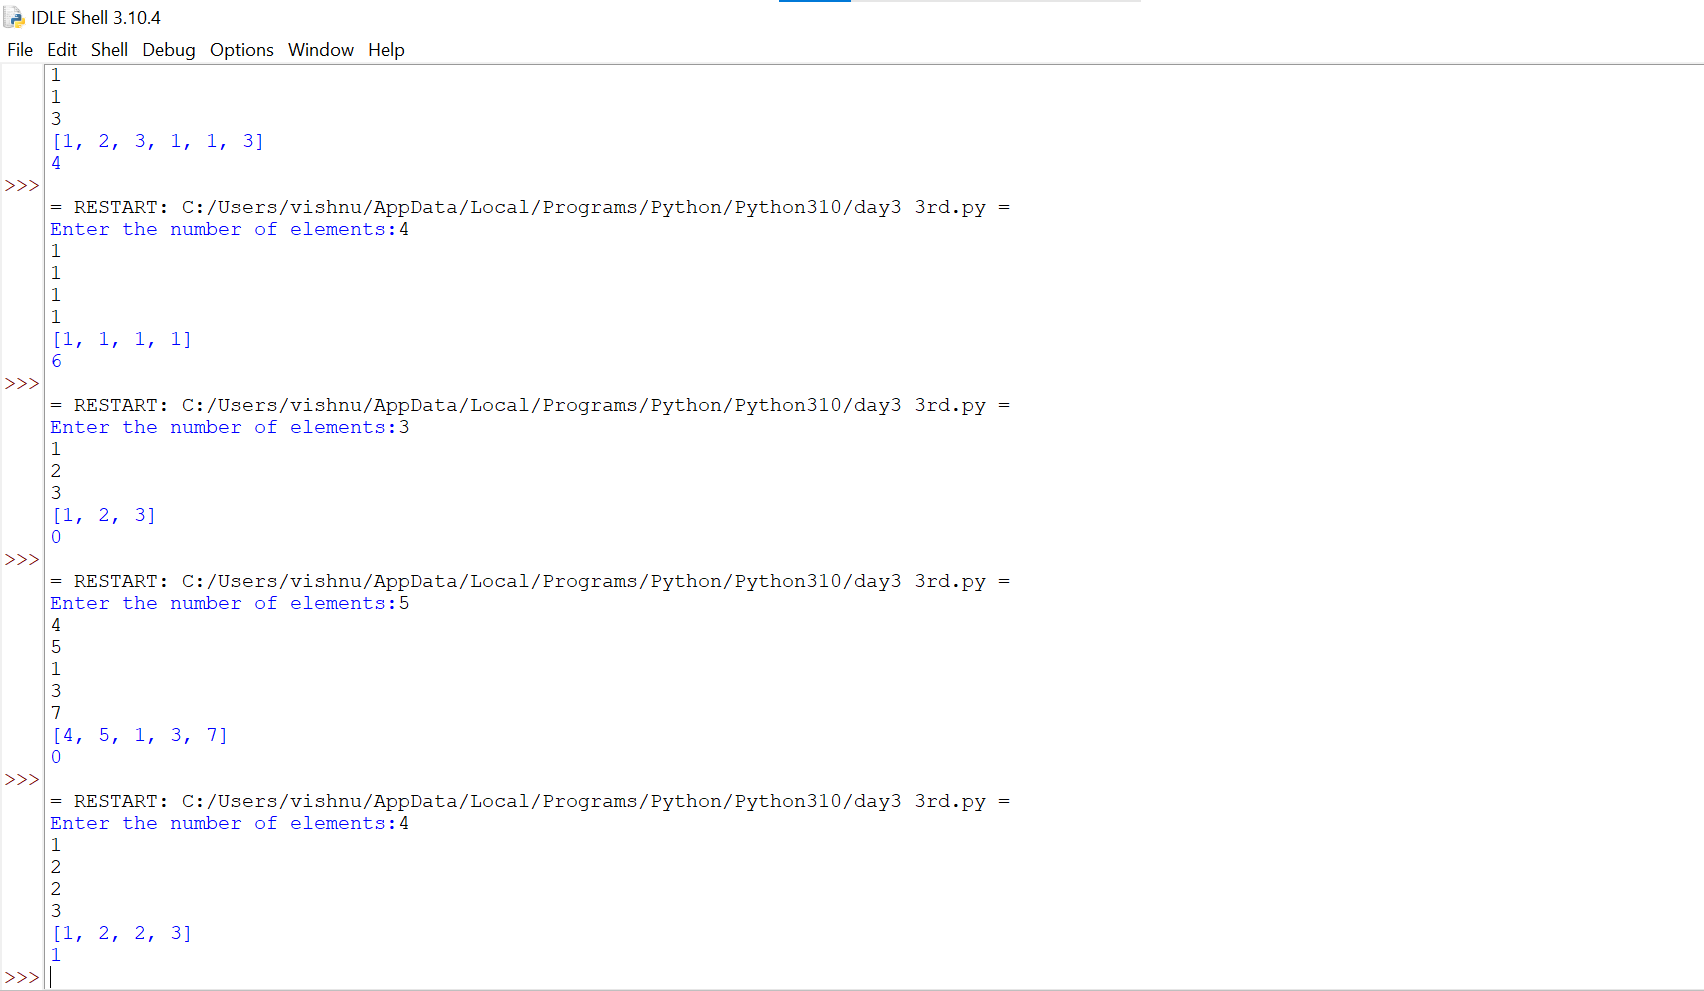 IDLE Shell 3.10.4
File Edit Shell Debug Options Window Help
1
1
3
[1, 2, 3, 1, 1, 3]
4
>>>
= RESTART: C:/Users/vishnu/AppData/Local/Programs/Python/Python310/day3 3rd.py =
Enter the number of elements:4
1
1
1
1
[1, 1, 1, 1]
6
>>>
= RESTART: C:/Users/vishnu/AppData/Local/Programs/Python/Python310/day3 3rd.py =
Enter the number of elements:3
1
2
3
[1, 2, 3]
0
>>>
= RESTART: C:/Users/vishnu/AppData/Local/Programs/Python/Python310/day3 3rd.py =
Enter the number of elements:5
4
5
1
3
7
[4, 5, 1, 3, 7]
0
>>>
= RESTART: C:/Users/vishnu/AppData/Local/Programs/Python/Python310/day3 3rd.py =
Enter the number of elements:4
1
2
2
3
[1, 2, 2, 3]
1
>>>